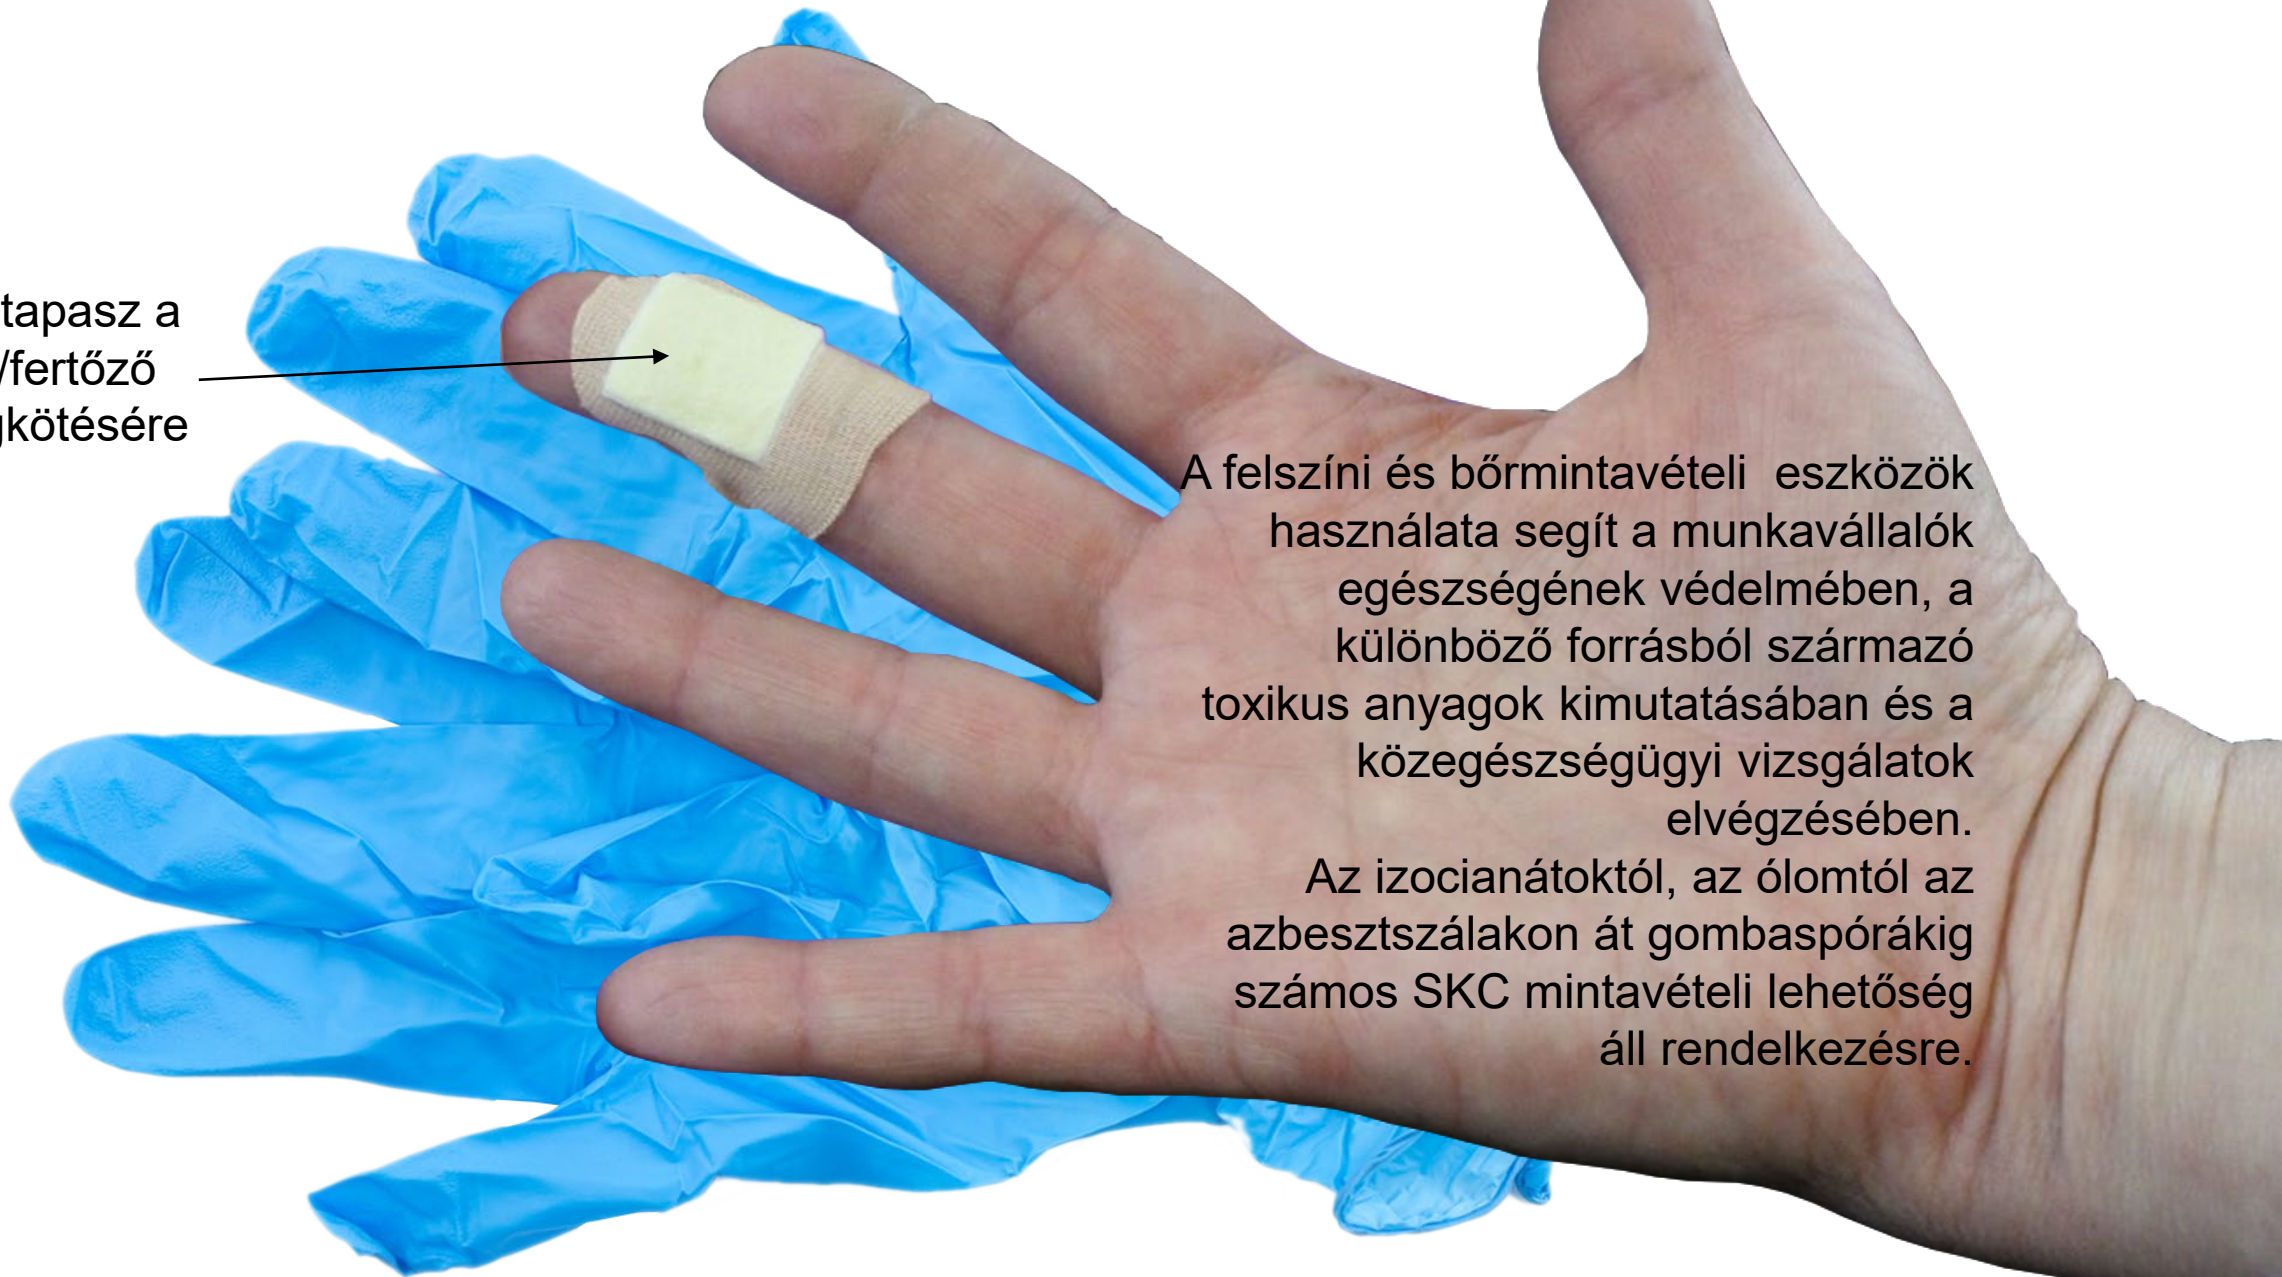 tapasz a
/fertőző
kötésére
A felszíni és bőrmintavételi  eszközök
használata segít a munkavállalók
egészségének védelmében, a
különböző forrásból származó
toxikus anyagok kimutatásában és a
közegészségügyi vizsgálatok
elvégzésében.
Az izocianátoktól, az ólomtól az
azbesztszálakon át gombaspórákig
számos SKC mintavételi lehetőség
áll rendelkezésre.